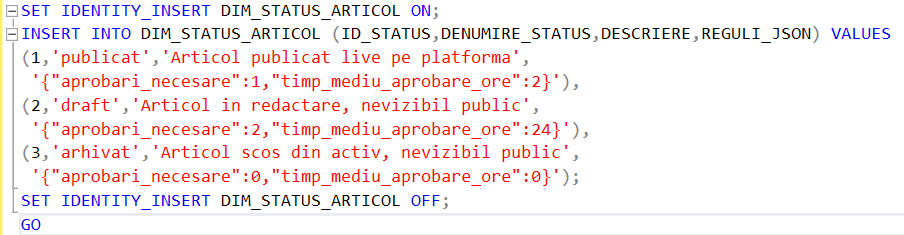 SET IDENTITY_INSERT DIM_STATUS_ARTICOL ON;
INSERT INTO DIM_STATUS_ARTICOL (ID_STATUS,DENUMIRE_STATUS,DESCRIERE,REGULI_JSON) VALUES
(1,'publicat','Articol publicat live pe platforma',
'{"aprobari_necesare":1,"timp_mediu_aprobare_ore":2}'),
(2,'draft','Articol in redactare, nevizibil public',
'{"aprobari_necesare":2,"timp_mediu_aprobare_ore":24}'),
(3,'arhivat','Articol scos din activ, nevizibil public',
'{"aprobari_necesare":0,"timp_mediu_aprobare_ore":0}');
SET IDENTITY_INSERT DIM_STATUS_ARTICOL OFF;
GO